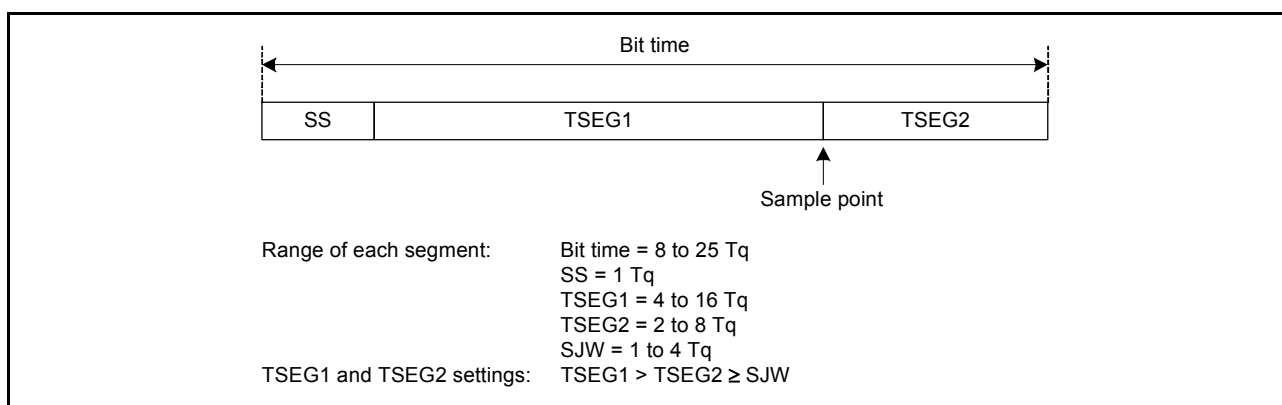 Bit time
SS TSEG1 TSEG2
Sample point
Range of each segment: Bit time = 8 to 25 Tq
SS = 1 Tq
TSEG1 = 4 to 16 Tq
TSEG2 = 2 to 8 Tq
SJW = 1 to 4 Tq
TSEG1 and TSEG2 settings: TSEG1 > TSEG2 ≥ SJW